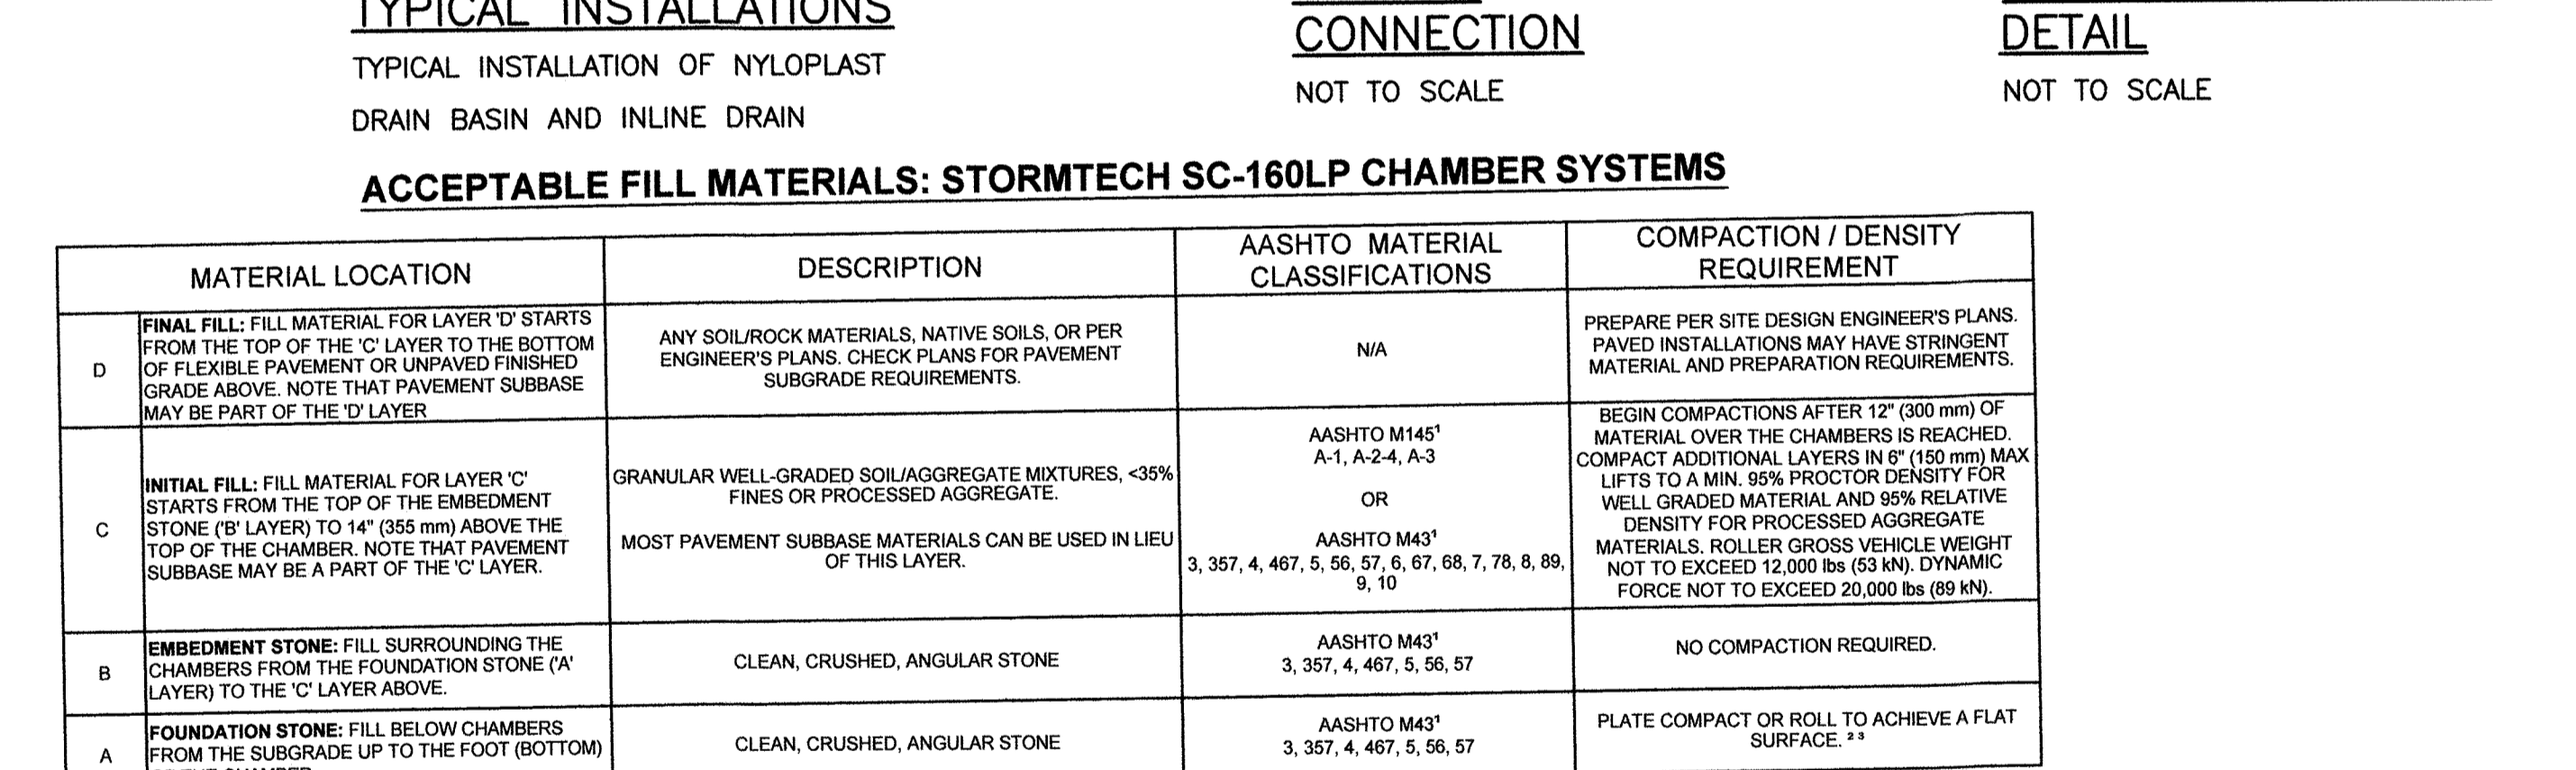 TYPICAL INSTALLATIONS
TYPICAL INSTALLATION OF NYLOPLAST
DRAIN BASIN AND INLINE DRAIN
CONNECTION
NOT TO SCALE
DETAIL
NOT TO SCALE
ACCEPTABLE FILL MATERIALS: STORMTECH SC-160LP CHAMBER SYSTEMS
MATERIAL LOCATION
DESCRIPTION
AASHTO MATERIAL
CLASSIFICATIONS
COMPACTION / DENSITY
REQUIREMENT
D
FINAL FILL: FILL MATERIAL FOR LAYER 'D' STARTS
FROM THE TOP OF THE 'C' LAYER TO THE BOTTOM
OF FLEXIBLE PAVEMENT OR UNPAVED FINISHED
GRADE ABOVE. NOTE THAT PAVEMENT SUBBASE
MAY BE PART OF THE 'D' LAYER
ANY SOIL/ROCK MATERIALS, NATIVE SOILS, OR PER
ENGINEER'S PLANS. CHECK PLANS FOR PAVEMENT
SUBGRADE REQUIREMENTS.
N/A
PREPARE PER SITE DESIGN ENGINEER'S PLANS.
PAVED INSTALLATIONS MAY HAVE STRINGENT
MATERIAL AND PREPARATION REQUIREMENTS.
C
INITIAL FILL: FILL MATERIAL FOR LAYER 'C'
STARTS FROM THE TOP OF THE EMBEDMENT
STONE ('B' LAYER) TO 14" (355 mm) ABOVE THE
TOP OF THE CHAMBER. NOTE THAT PAVEMENT
SUBBASE MAY BE A PART OF THE 'C' LAYER.
GRANULAR WELL-GRADED SOIL/AGGREGATE MIXTURES, <35%
FINES OR PROCESSED AGGREGATE.
MOST PAVEMENT SUBBASE MATERIALS CAN BE USED IN LIEU
OF THIS LAYER.
AASHTO M145¹
A-1, A-2-4, A-3
OR
AASHTO M43¹
3, 357, 4, 467, 5, 56, 57, 6, 67, 68, 7, 78, 8, 89,
9, 10
BEGIN COMPACTIONS AFTER 12" (300 mm) OF
MATERIAL OVER THE CHAMBERS IS REACHED.
COMPACT ADDITIONAL LAYERS IN 6" (150 mm) MAX
LIFTS TO A MIN. 95% PROCTOR DENSITY FOR
WELL GRADED MATERIAL AND 95% RELATIVE
DENSITY FOR PROCESSED AGGREGATE
MATERIALS. ROLLER GROSS VEHICLE WEIGHT
NOT TO EXCEED 12,000 lbs (53 kN). DYNAMIC
FORCE NOT TO EXCEED 20,000 lbs (89 kN).
B
EMBEDMENT STONE: FILL SURROUNDING THE
CHAMBERS FROM THE FOUNDATION STONE ('A'
LAYER) TO THE 'C' LAYER ABOVE.
CLEAN, CRUSHED, ANGULAR STONE
AASHTO M43¹
3, 357, 4, 467, 5, 56, 57
NO COMPACTION REQUIRED.
A
FOUNDATION STONE: FILL BELOW CHAMBERS
FROM THE SUBGRADE UP TO THE FOOT (BOTTOM)
CLEAN, CRUSHED, ANGULAR STONE
AASHTO M43¹
3, 357, 4, 467, 5, 56, 57
PLATE COMPACT OR ROLL TO ACHIEVE A FLAT
SURFACE. ² ³